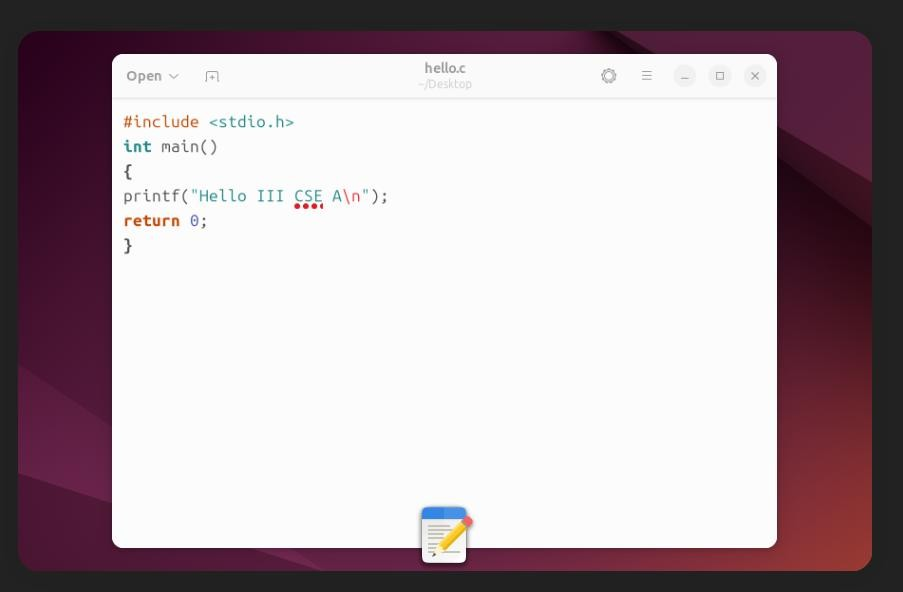 Open
hello.c
~/Desktop
#include <stdio.h>
int main()
{
printf("Hello III CSE A\n");
return 0;
}